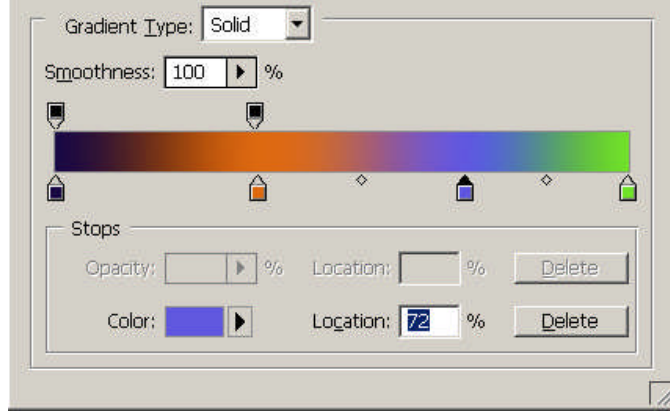 Gradient Type: Solid
Smoothness: 100 %
Stops
Opacity: % Location: % Delete
Color: Location: 72 % Delete